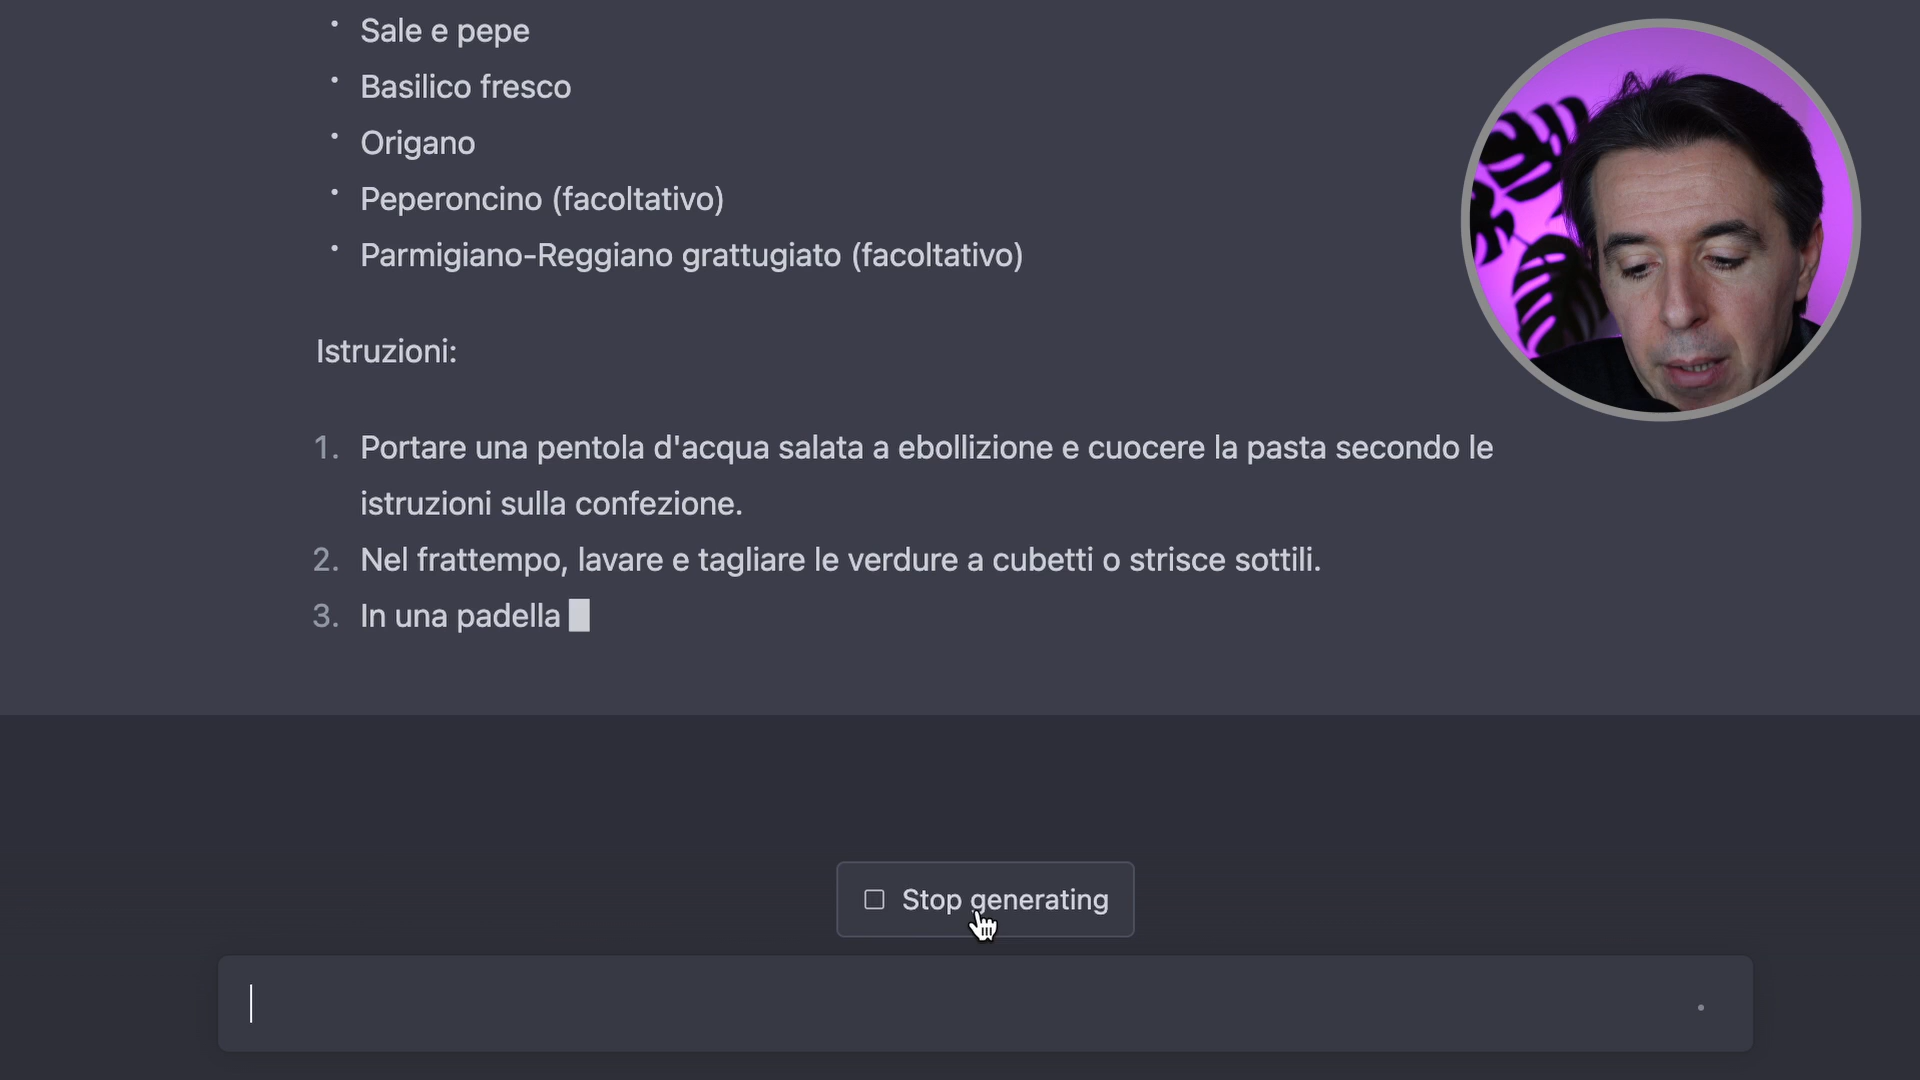 • Sale e pepe
• Basilico fresco
• Origano
• Peperoncino (facoltativo)
• Parmigiano-Reggiano grattugiato (facoltativo)
Istruzioni:
1. Portare una pentola d'acqua salata a ebollizione e cuocere la pasta secondo le
istruzioni sulla confezione.
2. Nel frattempo, lavare e tagliare le verdure a cubetti o strisce sottili.
3. In una padella
Stop generating